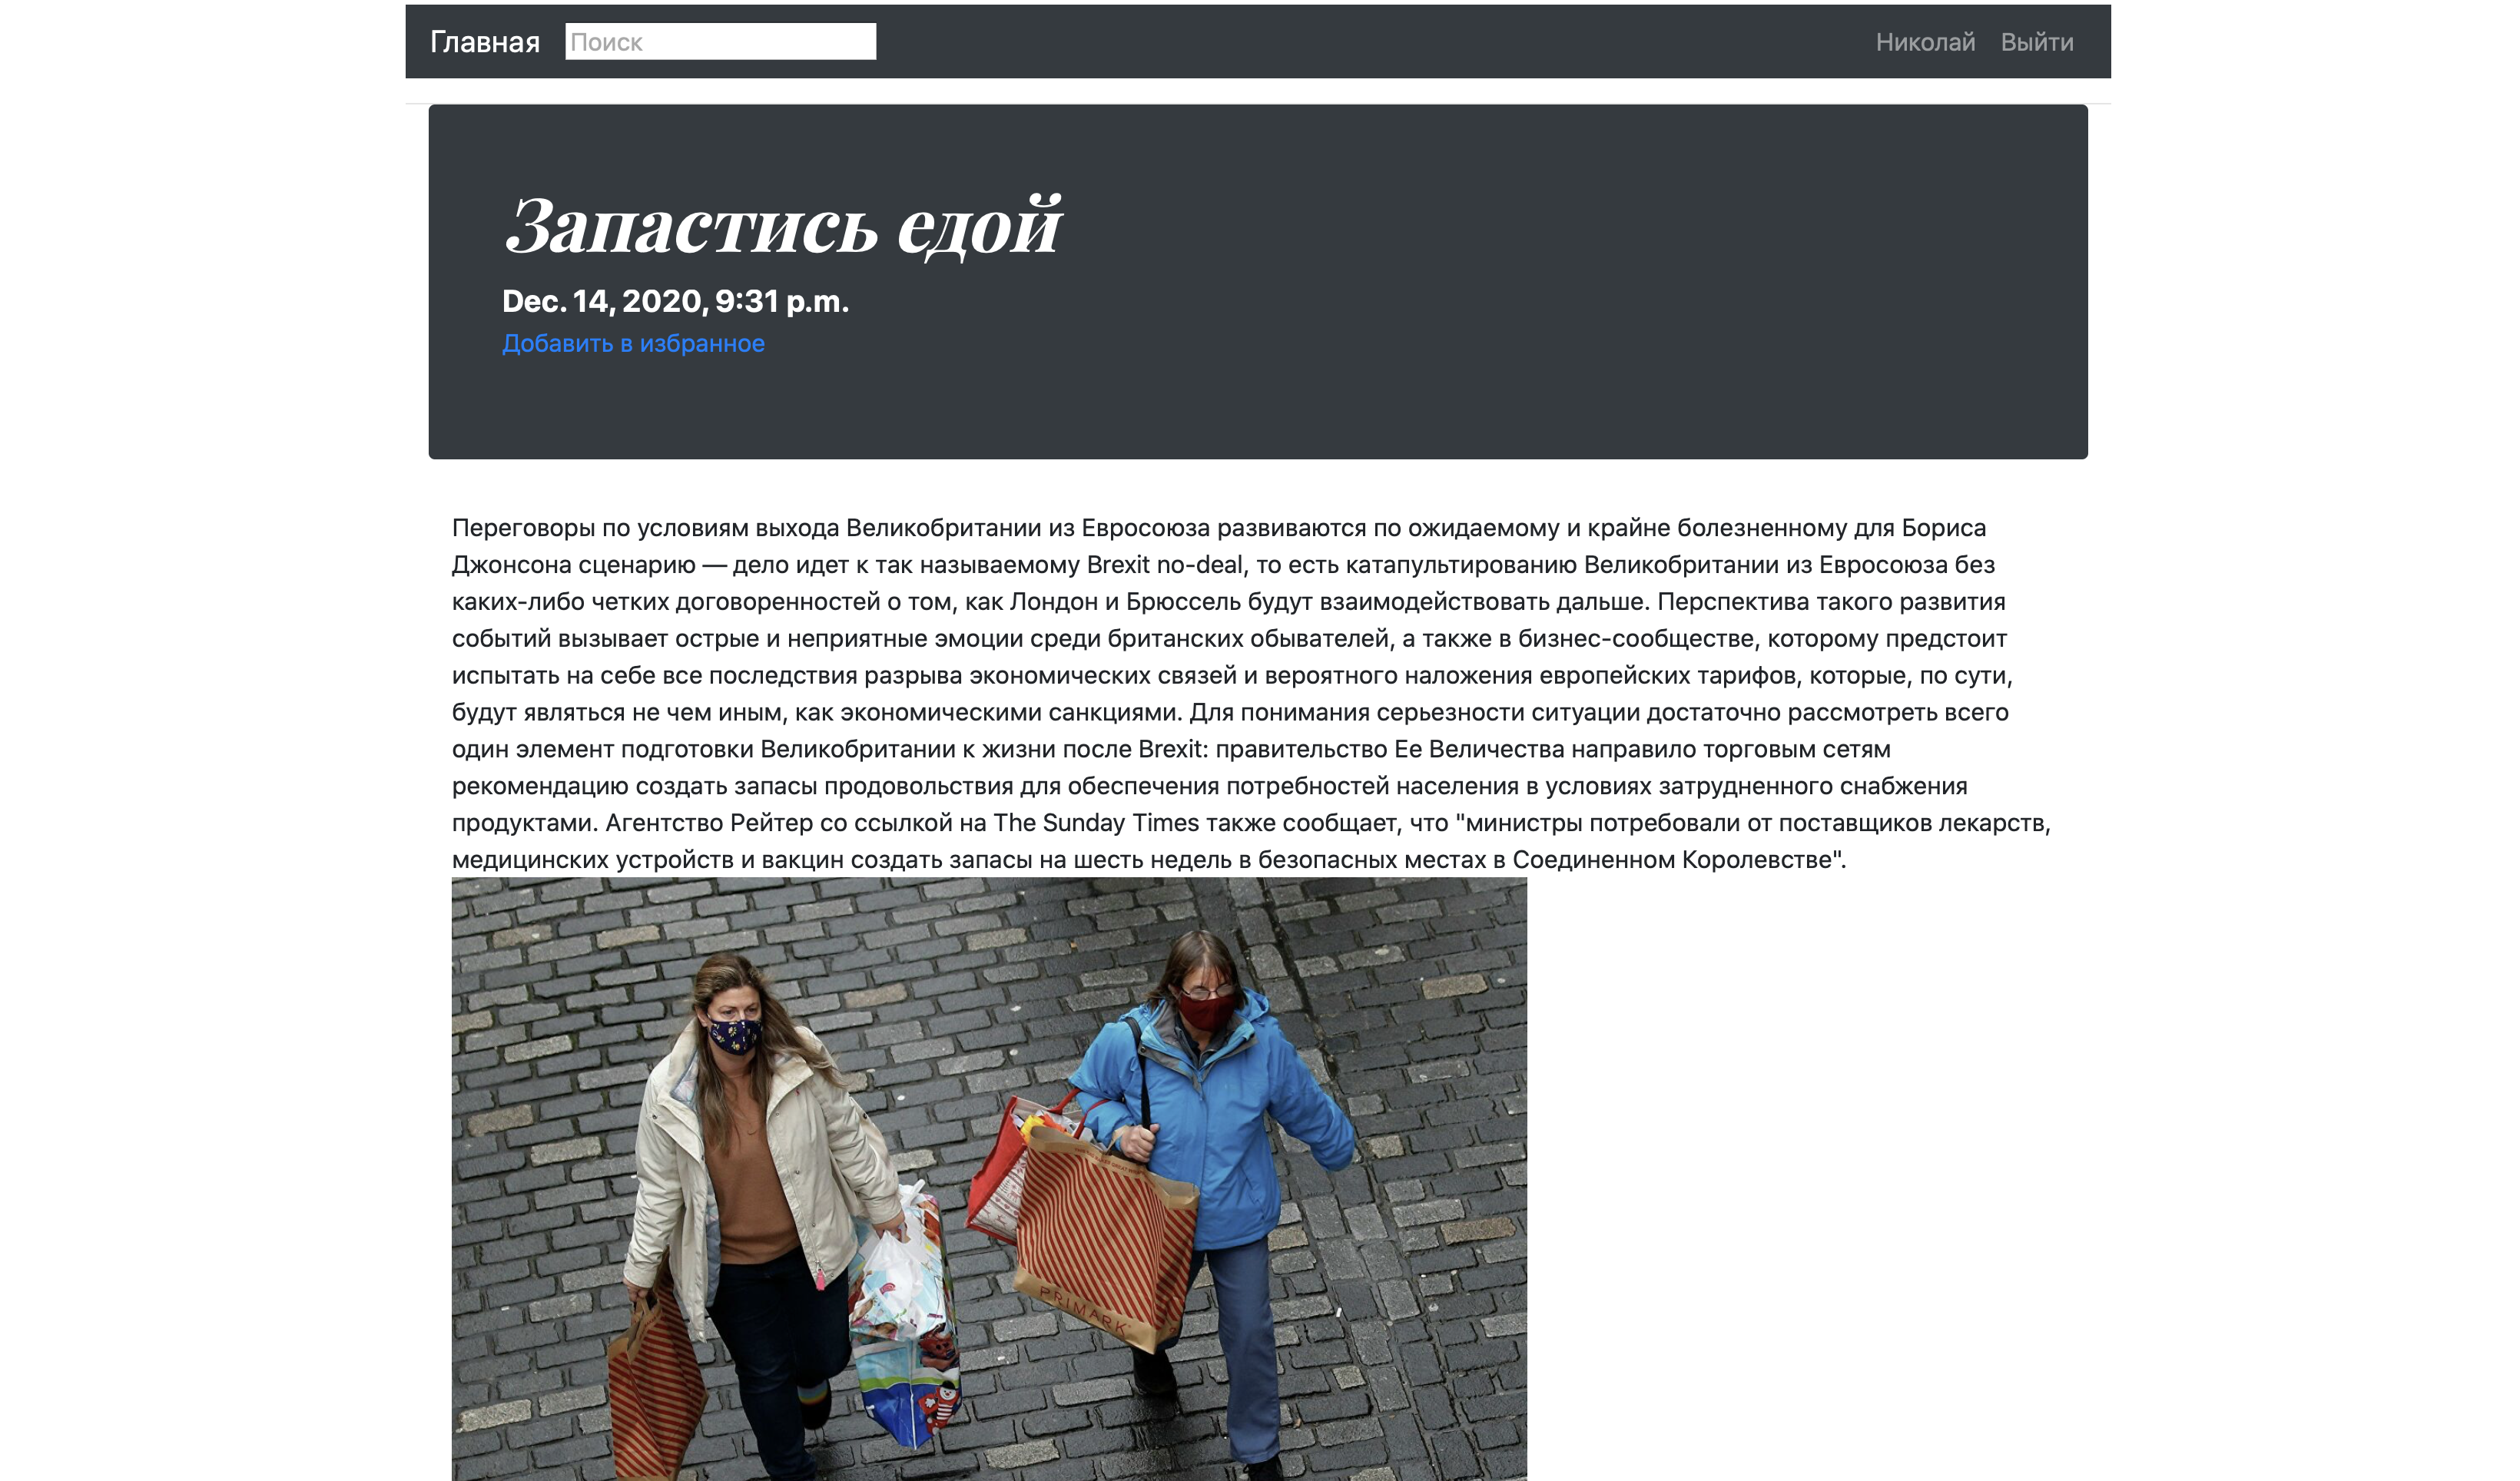 Главная
Поиск
Николай
Выйти
Запастись едой
Dec. 14, 2020, 9:31 p.m.
Добавить в избранное
Переговоры по условиям выхода Великобритании из Евросоюза развиваются по ожидаемому и крайне болезненному для Бориса
Джонсона сценарию — дело идет к так называемому Brexit no-deal, то есть катапультированию Великобритании из Евросоюза без
каких-либо четких договоренностей о том, как Лондон и Брюссель будут взаимодействовать дальше. Перспектива такого развития
событий вызывает острые и неприятные эмоции среди британских обывателей, а также в бизнес-сообществе, которому предстоит
испытать на себе все последствия разрыва экономических связей и вероятного наложения европейских тарифов, которые, по сути,
будут являться не чем иным, как экономическими санкциями. Для понимания серьезности ситуации достаточно рассмотреть всего
один элемент подготовки Великобритании к жизни после Brexit: правительство Ее Величества направило торговым сетям
рекомендацию создать запасы продовольствия для обеспечения потребностей населения в условиях затрудненного снабжения
продуктами. Агентство Рейтер со ссылкой на The Sunday Times также сообщает, что "министры потребовали от поставщиков лекарств,
медицинских устройств и вакцин создать запасы на шесть недель в безопасных местах в Соединенном Королевстве".
PRIMARK